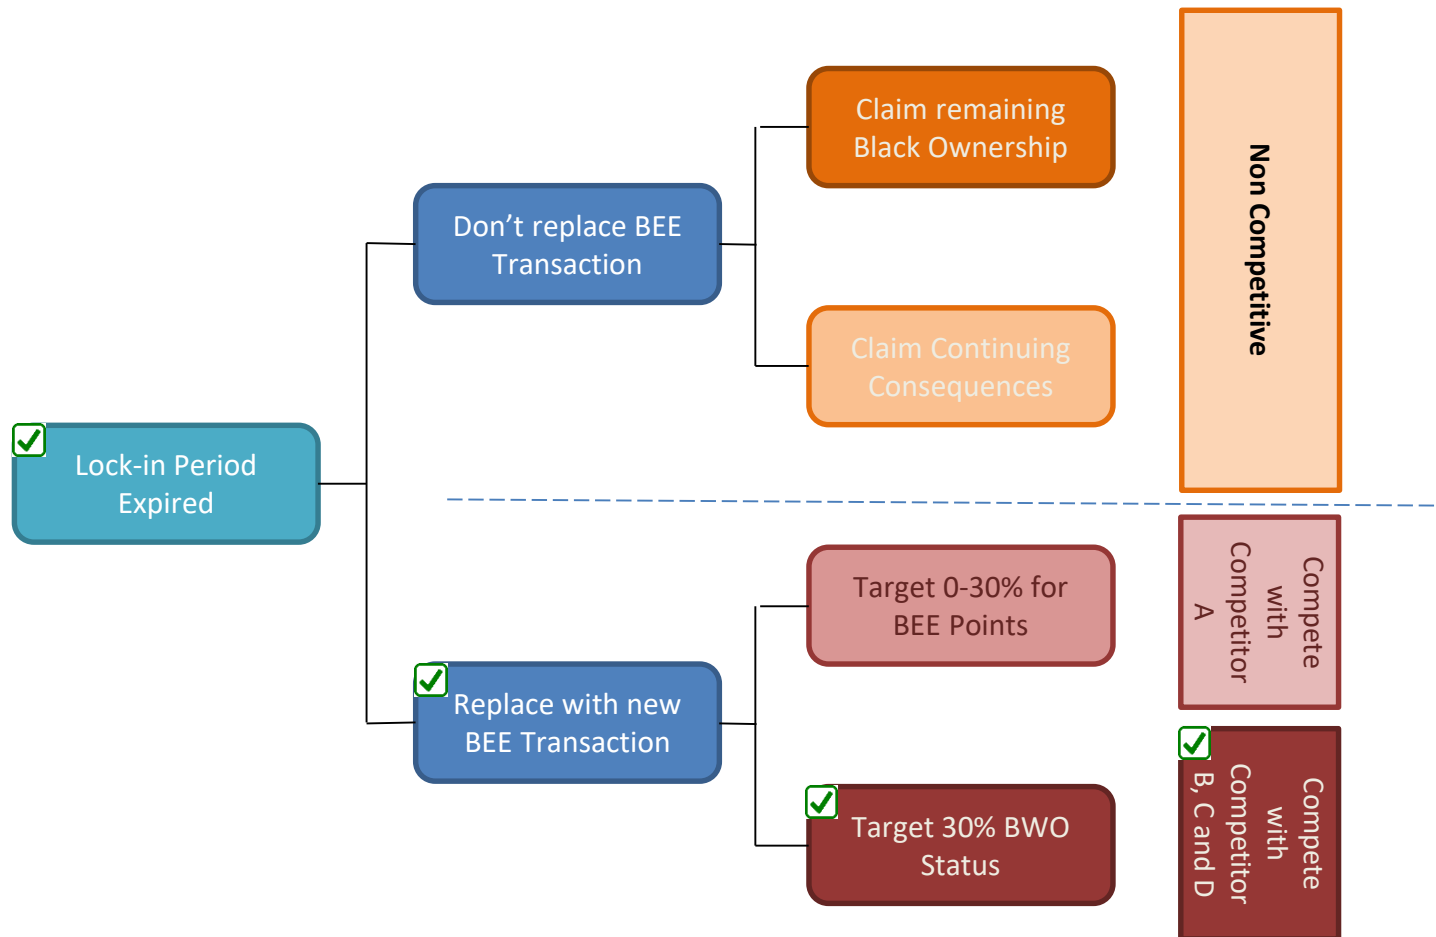 Claim remaining
Black Ownership
Don’t replace BEE
Transaction
Claim Continuing
Consequences
Non Competitive
Lock-in Period
Expired
Target 0-30% for
BEE Points
Compete
with
Competitor
A
Replace with new
BEE Transaction
Target 30% BWO
Status
Compete
with
Competitor
B, C and D